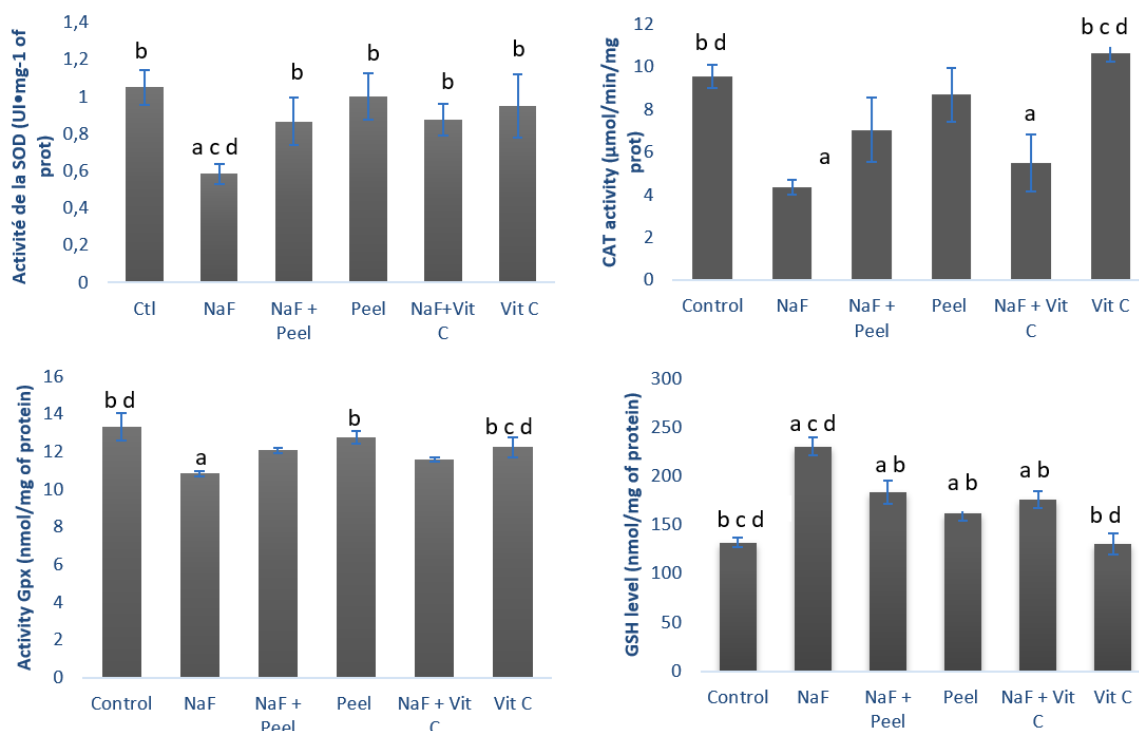 Activité de la SOD (UI•mg-1 of
prot)
1,4
1,2
1
0,8
0,6
0,4
0,2
0
b
a c d
b
b
b
b
Ctl
NaF
NaF +
Peel
Peel
NaF+Vit
C
Vit C
CAT activity (µmol/min/mg
prot)
12
10
8
6
4
2
0
b d
a
a
b c d
Control
NaF
NaF +
Peel
Peel
NaF + Vit
C
Vit C
Activity Gpx (nmol/mg of protein)
16
14
12
10
8
6
4
2
0
b d
a
b
b c d
Control
NaF
NaF +
Peel
Peel
NaF + Vit
C
Vit C
GSH level (nmol/mg of protein)
300
250
200
150
100
50
0
b c d
a c d
a b
a b
a b
b d
Control
NaF
NaF +
Peel
Peel
NaF + Vit
C
Vit C